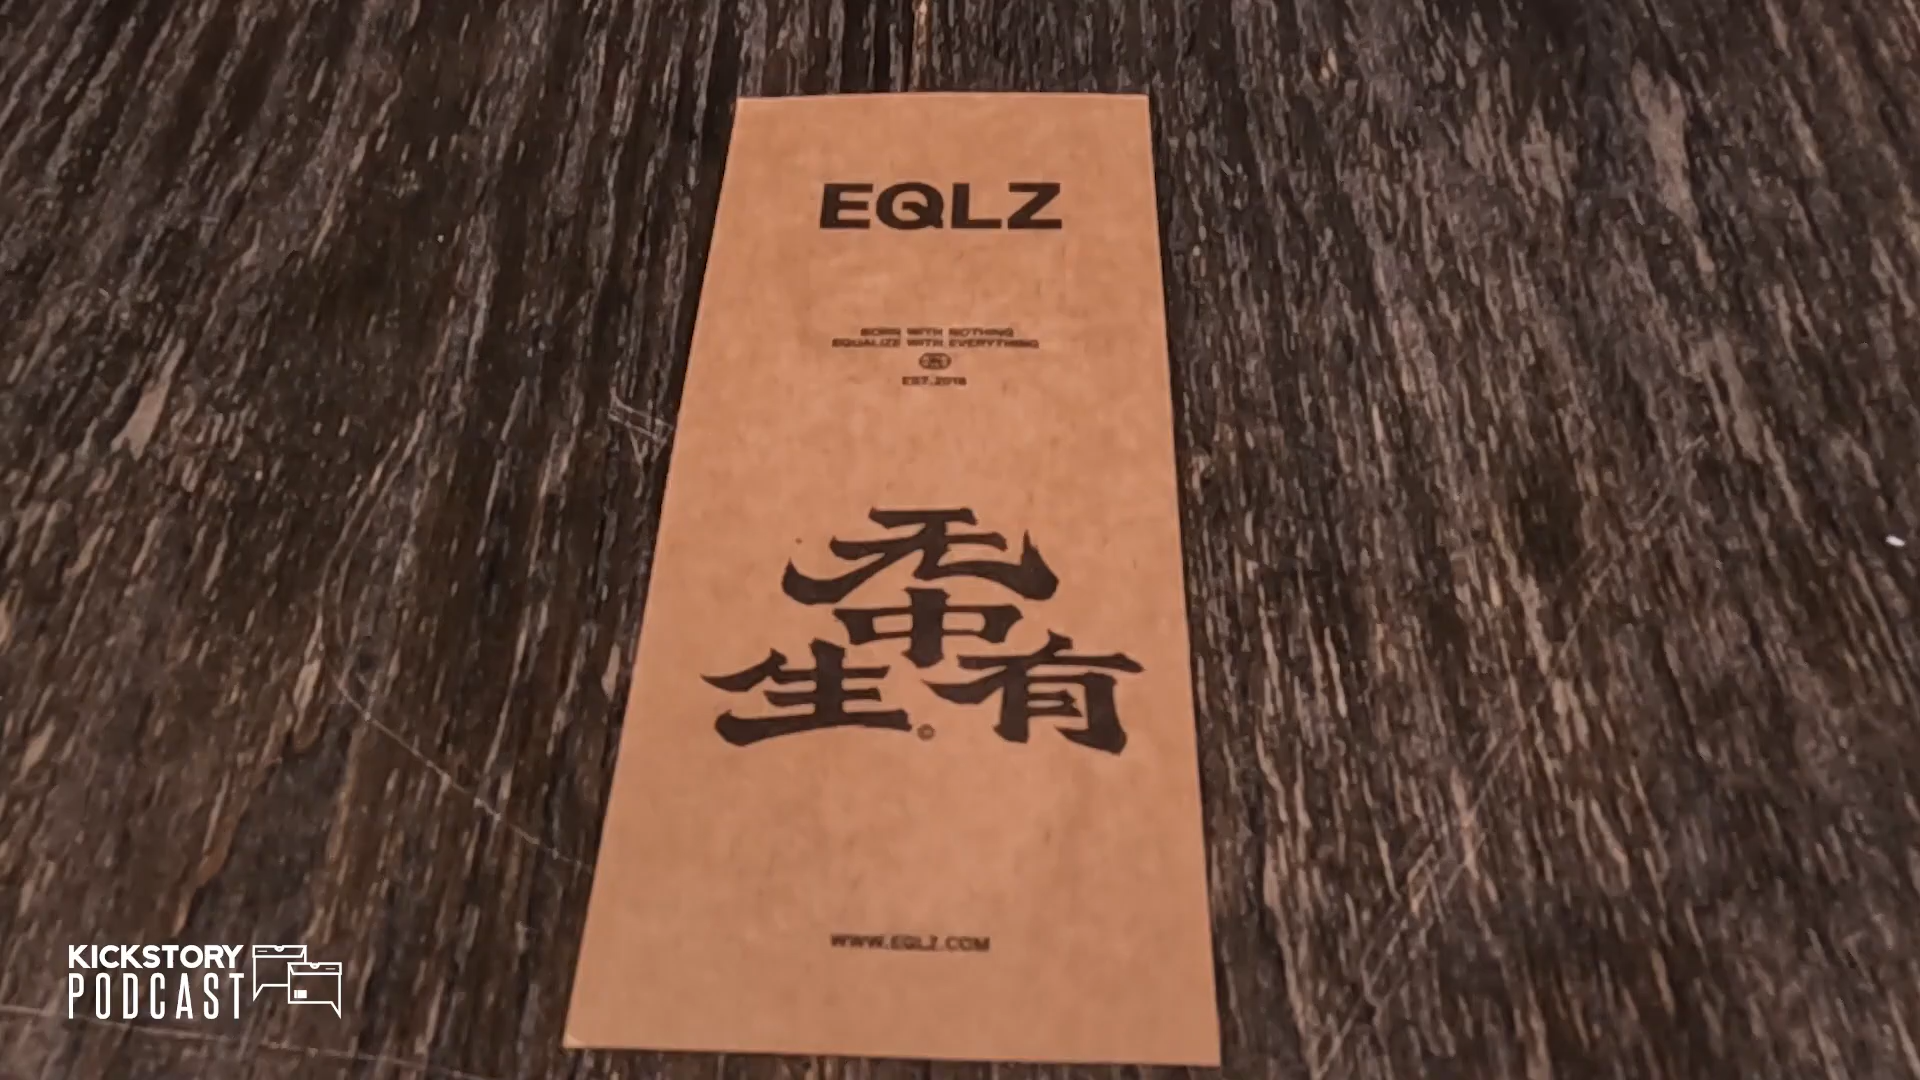 EQLZ
BORN WITH NOTHING
EQUALIZE WITH EVERYTHING
EST.2018
无
中
生 有
©
WWW.EQLZ.COM
KICKSTORY
PODCAST